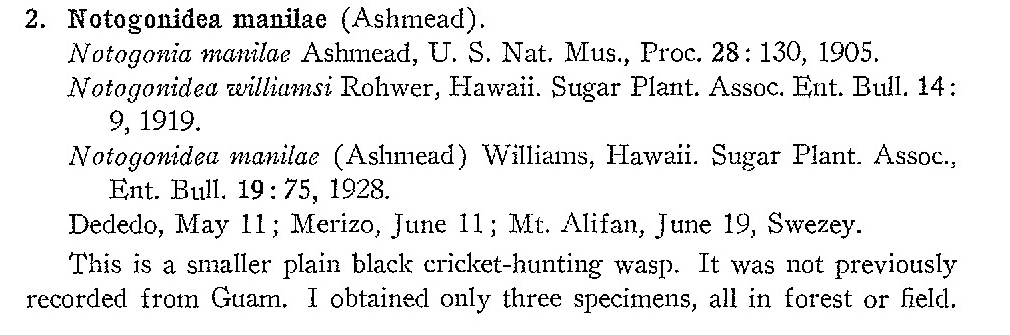 2. Notogonidea manilae (Ashmead).
Notogonia manilae Ashmead, U. S. Nat. Mus., Proc. 28: 130, 1905.
Notogonidea williamsi Rohwer, Hawaii. Sugar Plant. Assoc. Ent. Bull. 14:
9, 1919.
Notogonidea manilae (Ashmead) Williams, Hawaii. Sugar Plant. Assoc.,
Ent. Bull. 19: 75, 1928.
Dededo, May 11; Merizo, June 11; Mt. Alifan, June 19, Swezey.
This is a smaller plain black cricket-hunting wasp. It was not previously
recorded from Guam. I obtained only three specimens, all in forest or field.